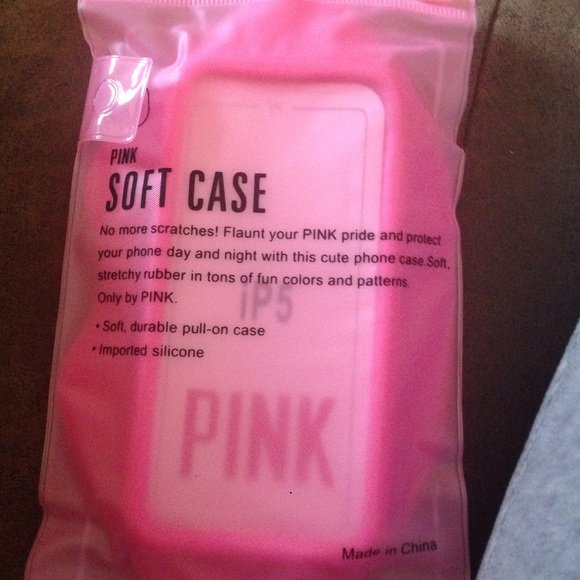 PINK
SOFT CASE
No more scratches! Flaunt your PINK pride and protect
your phone day and night with this cute phone case.Soft,
stretchy rubber in tons of fun colors and patterns.
Only by PINK.
iP5
• Soft, durable pull-on case
• Imported silicone
PINK
Made in China